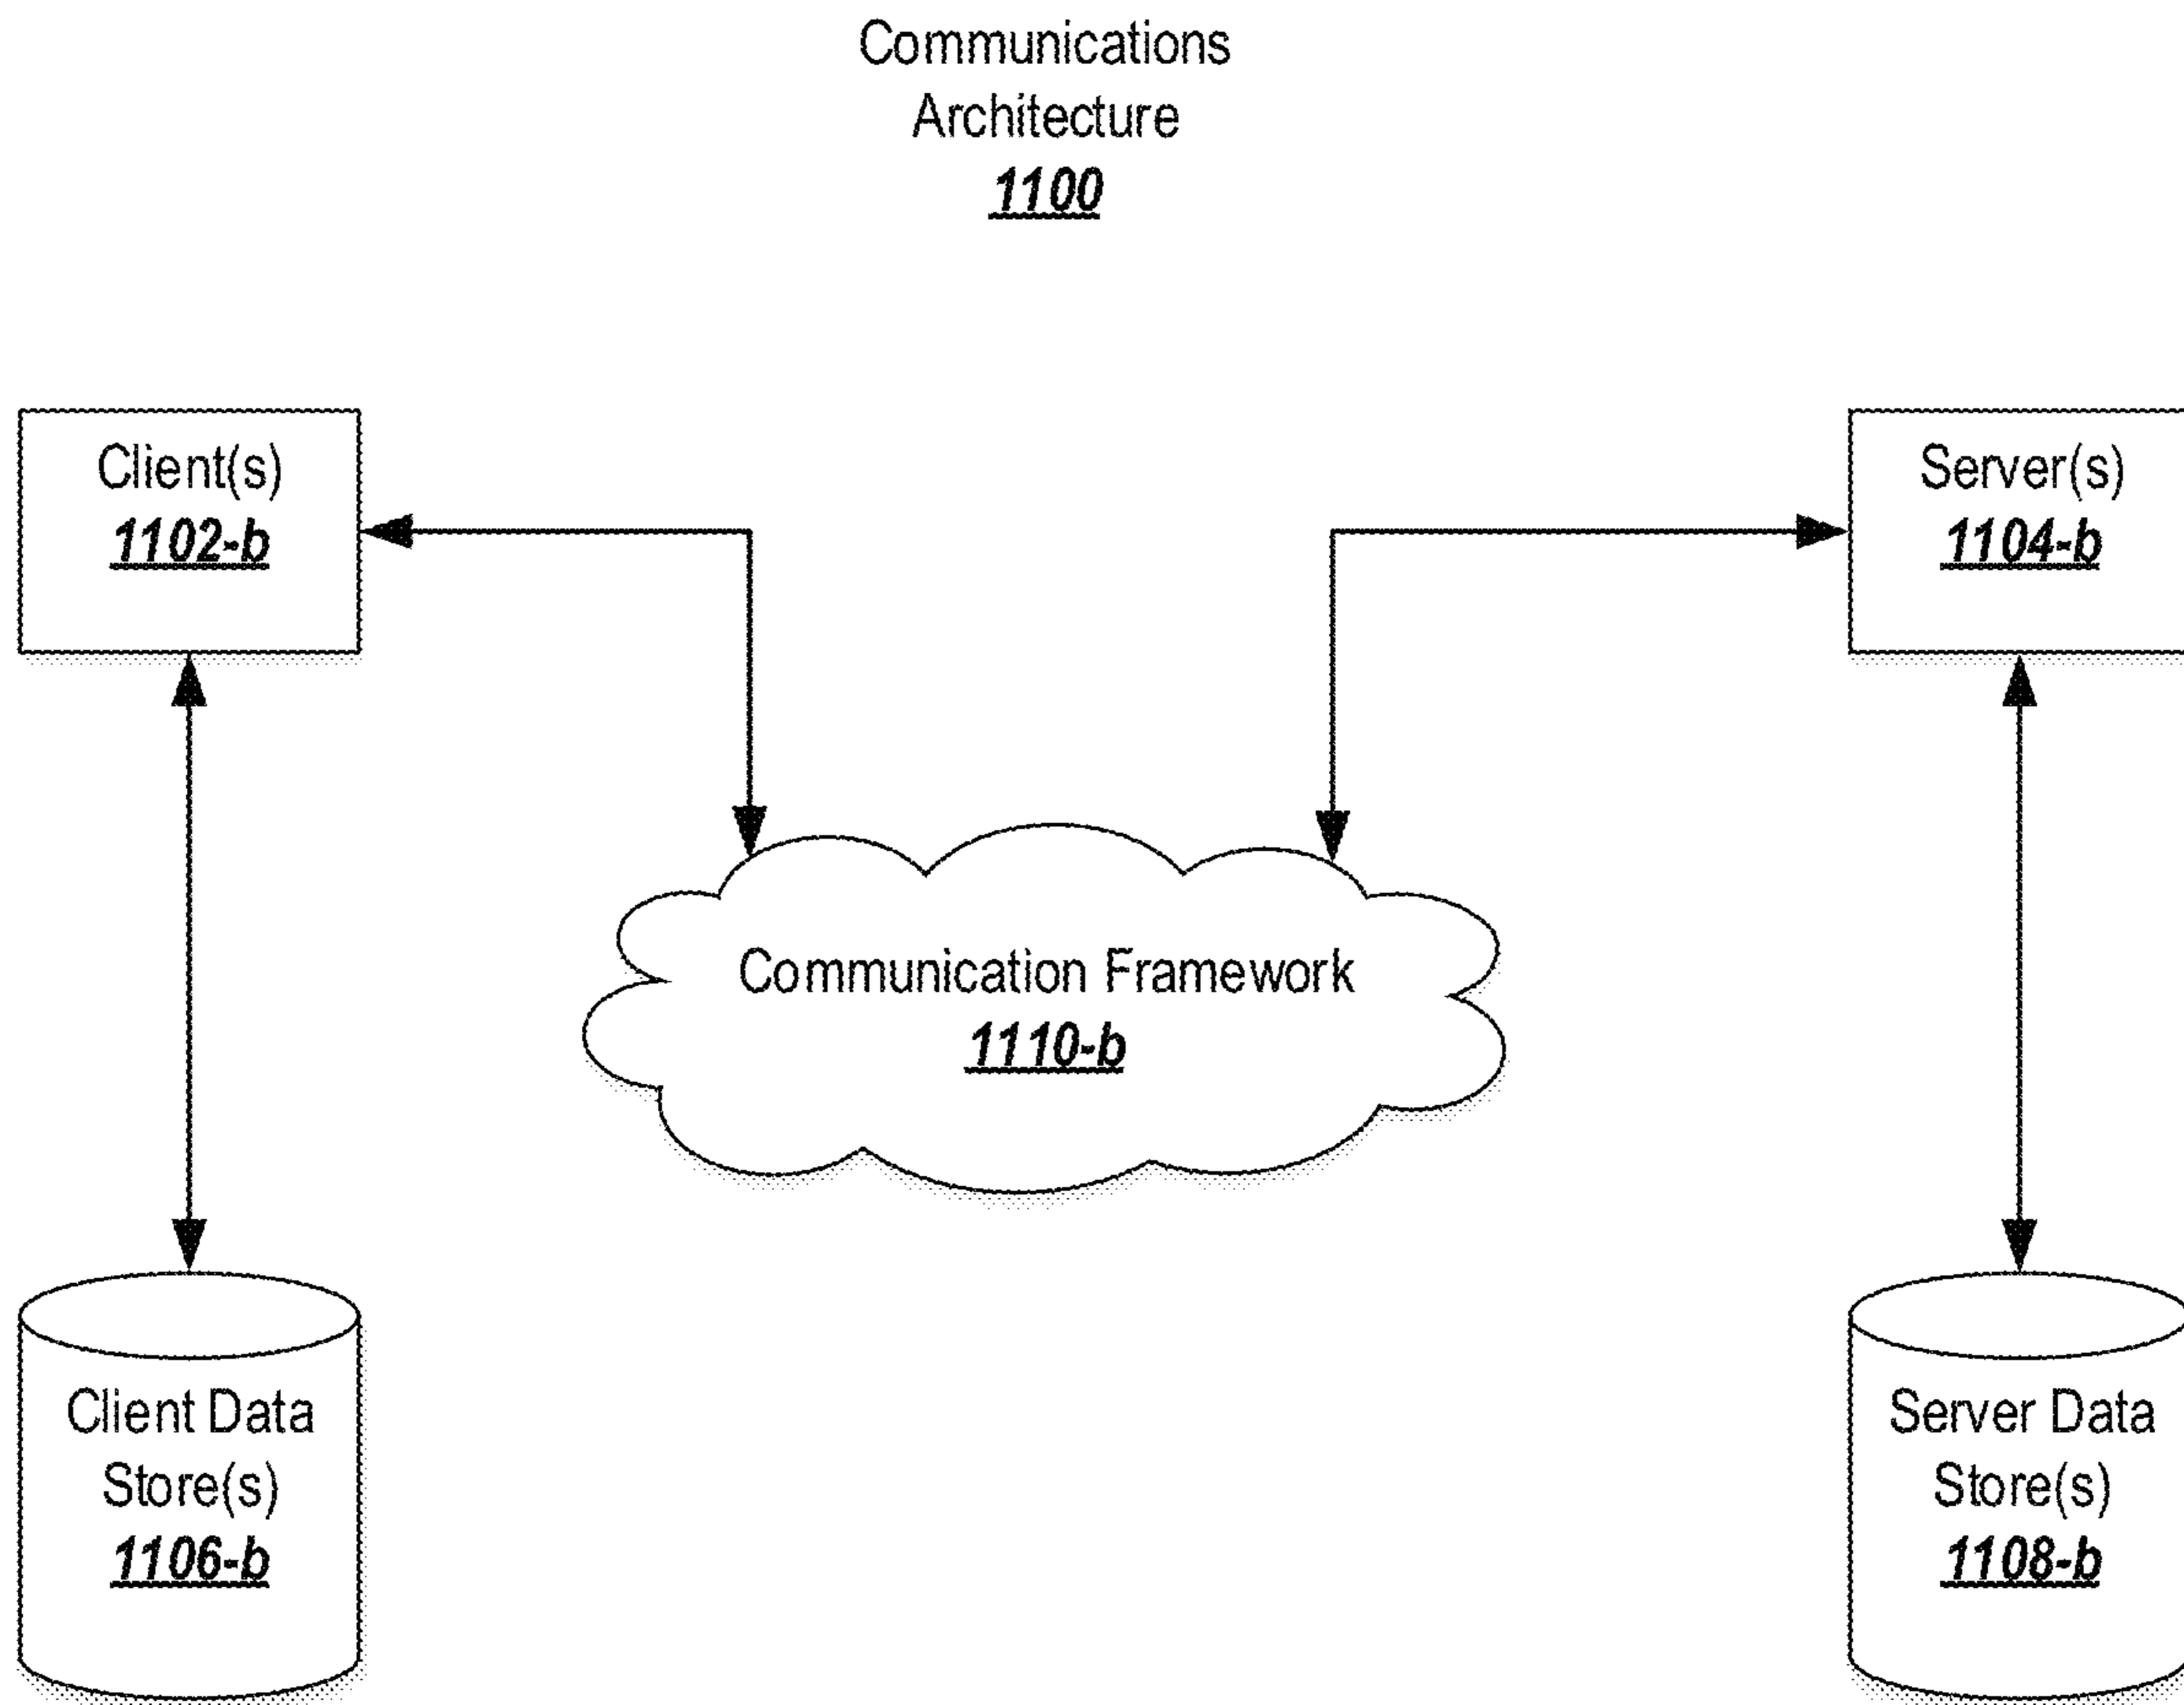 Communications
Architecture
1100
Client(s)
1102-b
Server(s)
1104-b
Communication Framework
1110-b
Client Data
Store(s)
1106-b
Server Data
Store(s)
1108-b